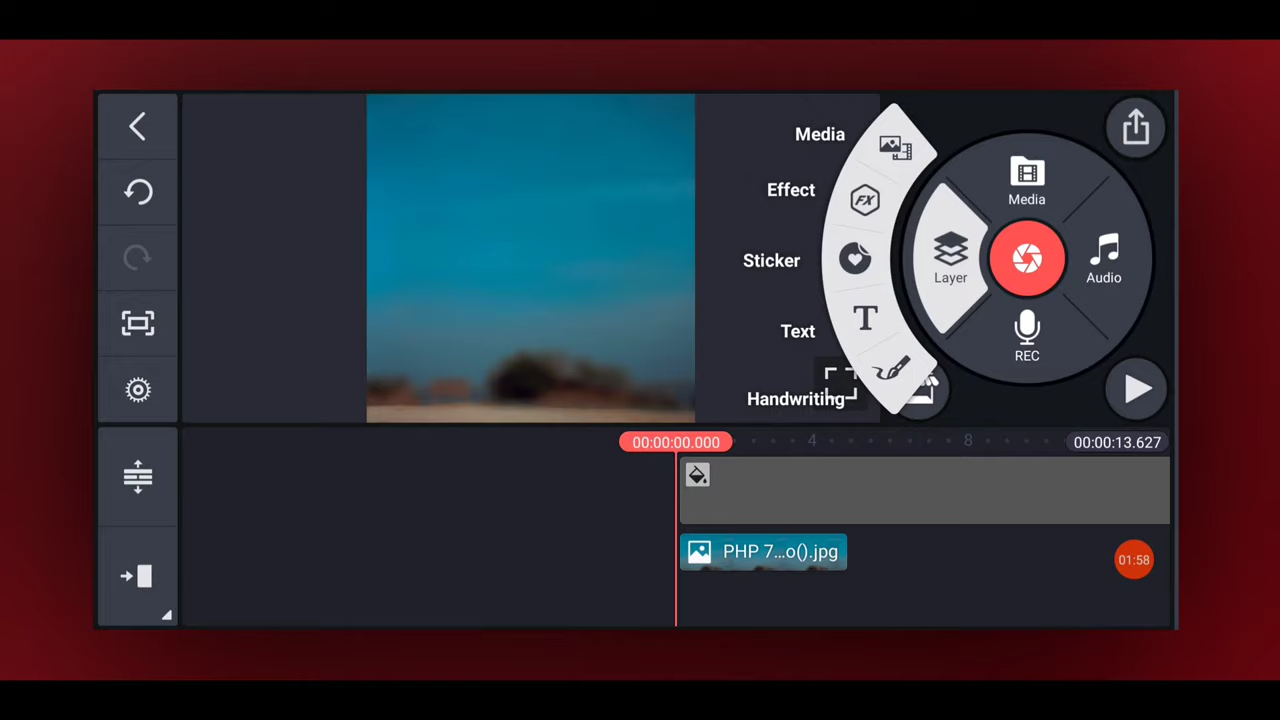 Media
Effect
Sticker
Text
Handwriting
Media
Layer
Audio
REC
FX
T
00:00:00.000
4
8
00:00:13.627
PHP 7...o().jpg
01:58